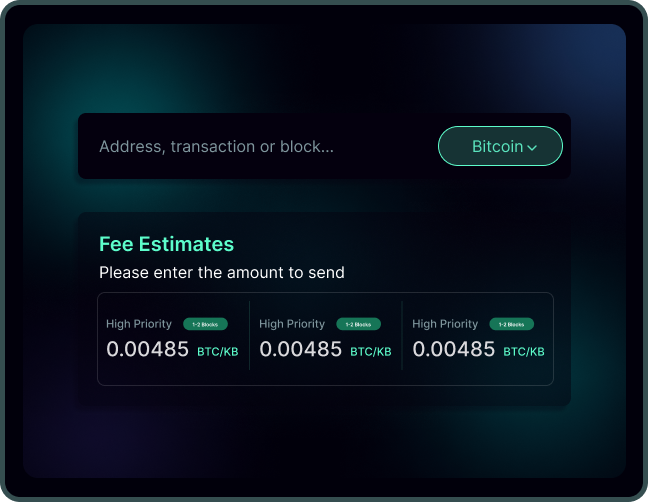 Address, transaction or block...
Bitcoin
Fee Estimates
Please enter the amount to send
High Priority 1-2 Blocks
0.00485 BTC/KB
High Priority 1-2 Blocks
0.00485 BTC/KB
High Priority 1-2 Blocks
0.00485 BTC/KB